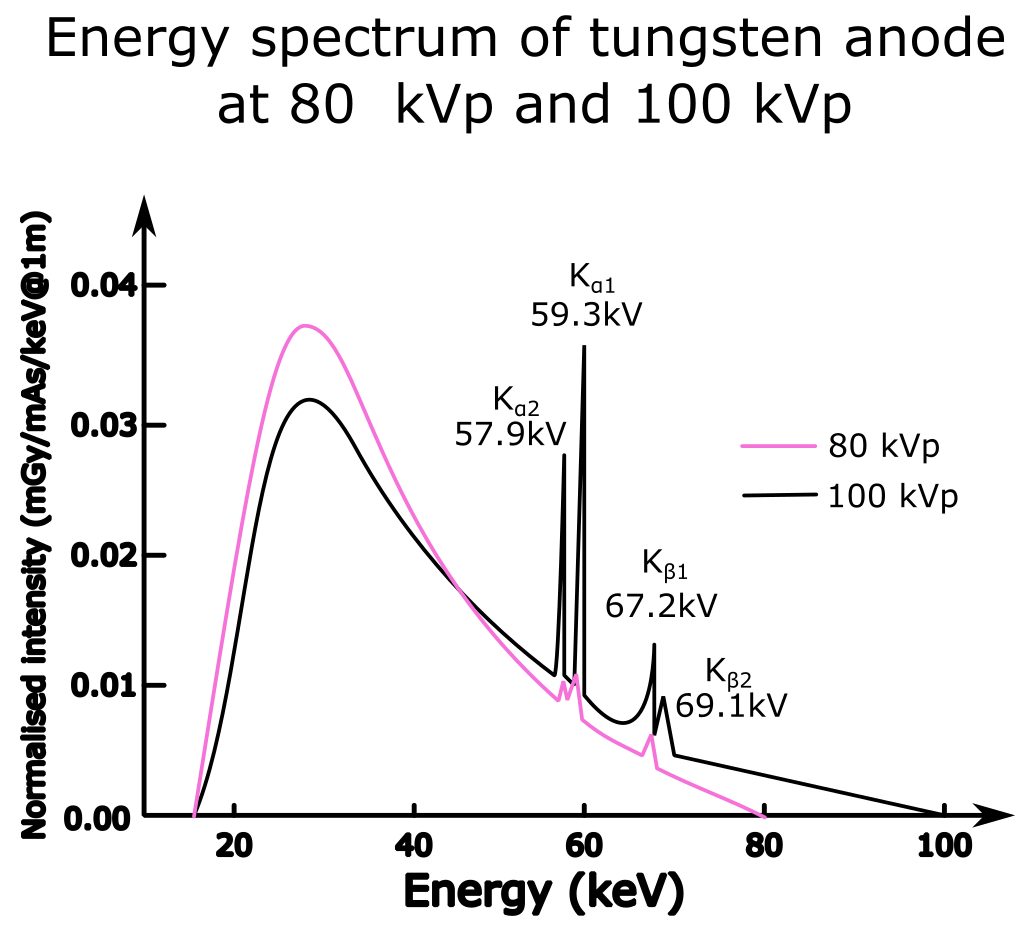 Energy spectrum of tungsten anode
at 80 kVp and 100 kVp
Normalised intensity (mGy/mAs/keV@1m)
0.04
0.03
0.02
0.01
0.00
Kα1
59.3kV
Kα2
57.9kV
Kβ1
67.2kV
Kβ2
69.1kV
80 kVp
100 kVp
20
40
60
80
100
Energy (keV)